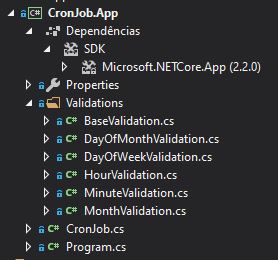 C# CronJob.App
Dependências
SDK
Microsoft.NETCore.App (2.2.0)
Properties
Validations
C# BaseValidation.cs
C# DayOfMonthValidation.cs
C# DayOfWeekValidation.cs
C# HourValidation.cs
C# MinuteValidation.cs
C# MonthValidation.cs
C# CronJob.cs
C# Program.cs